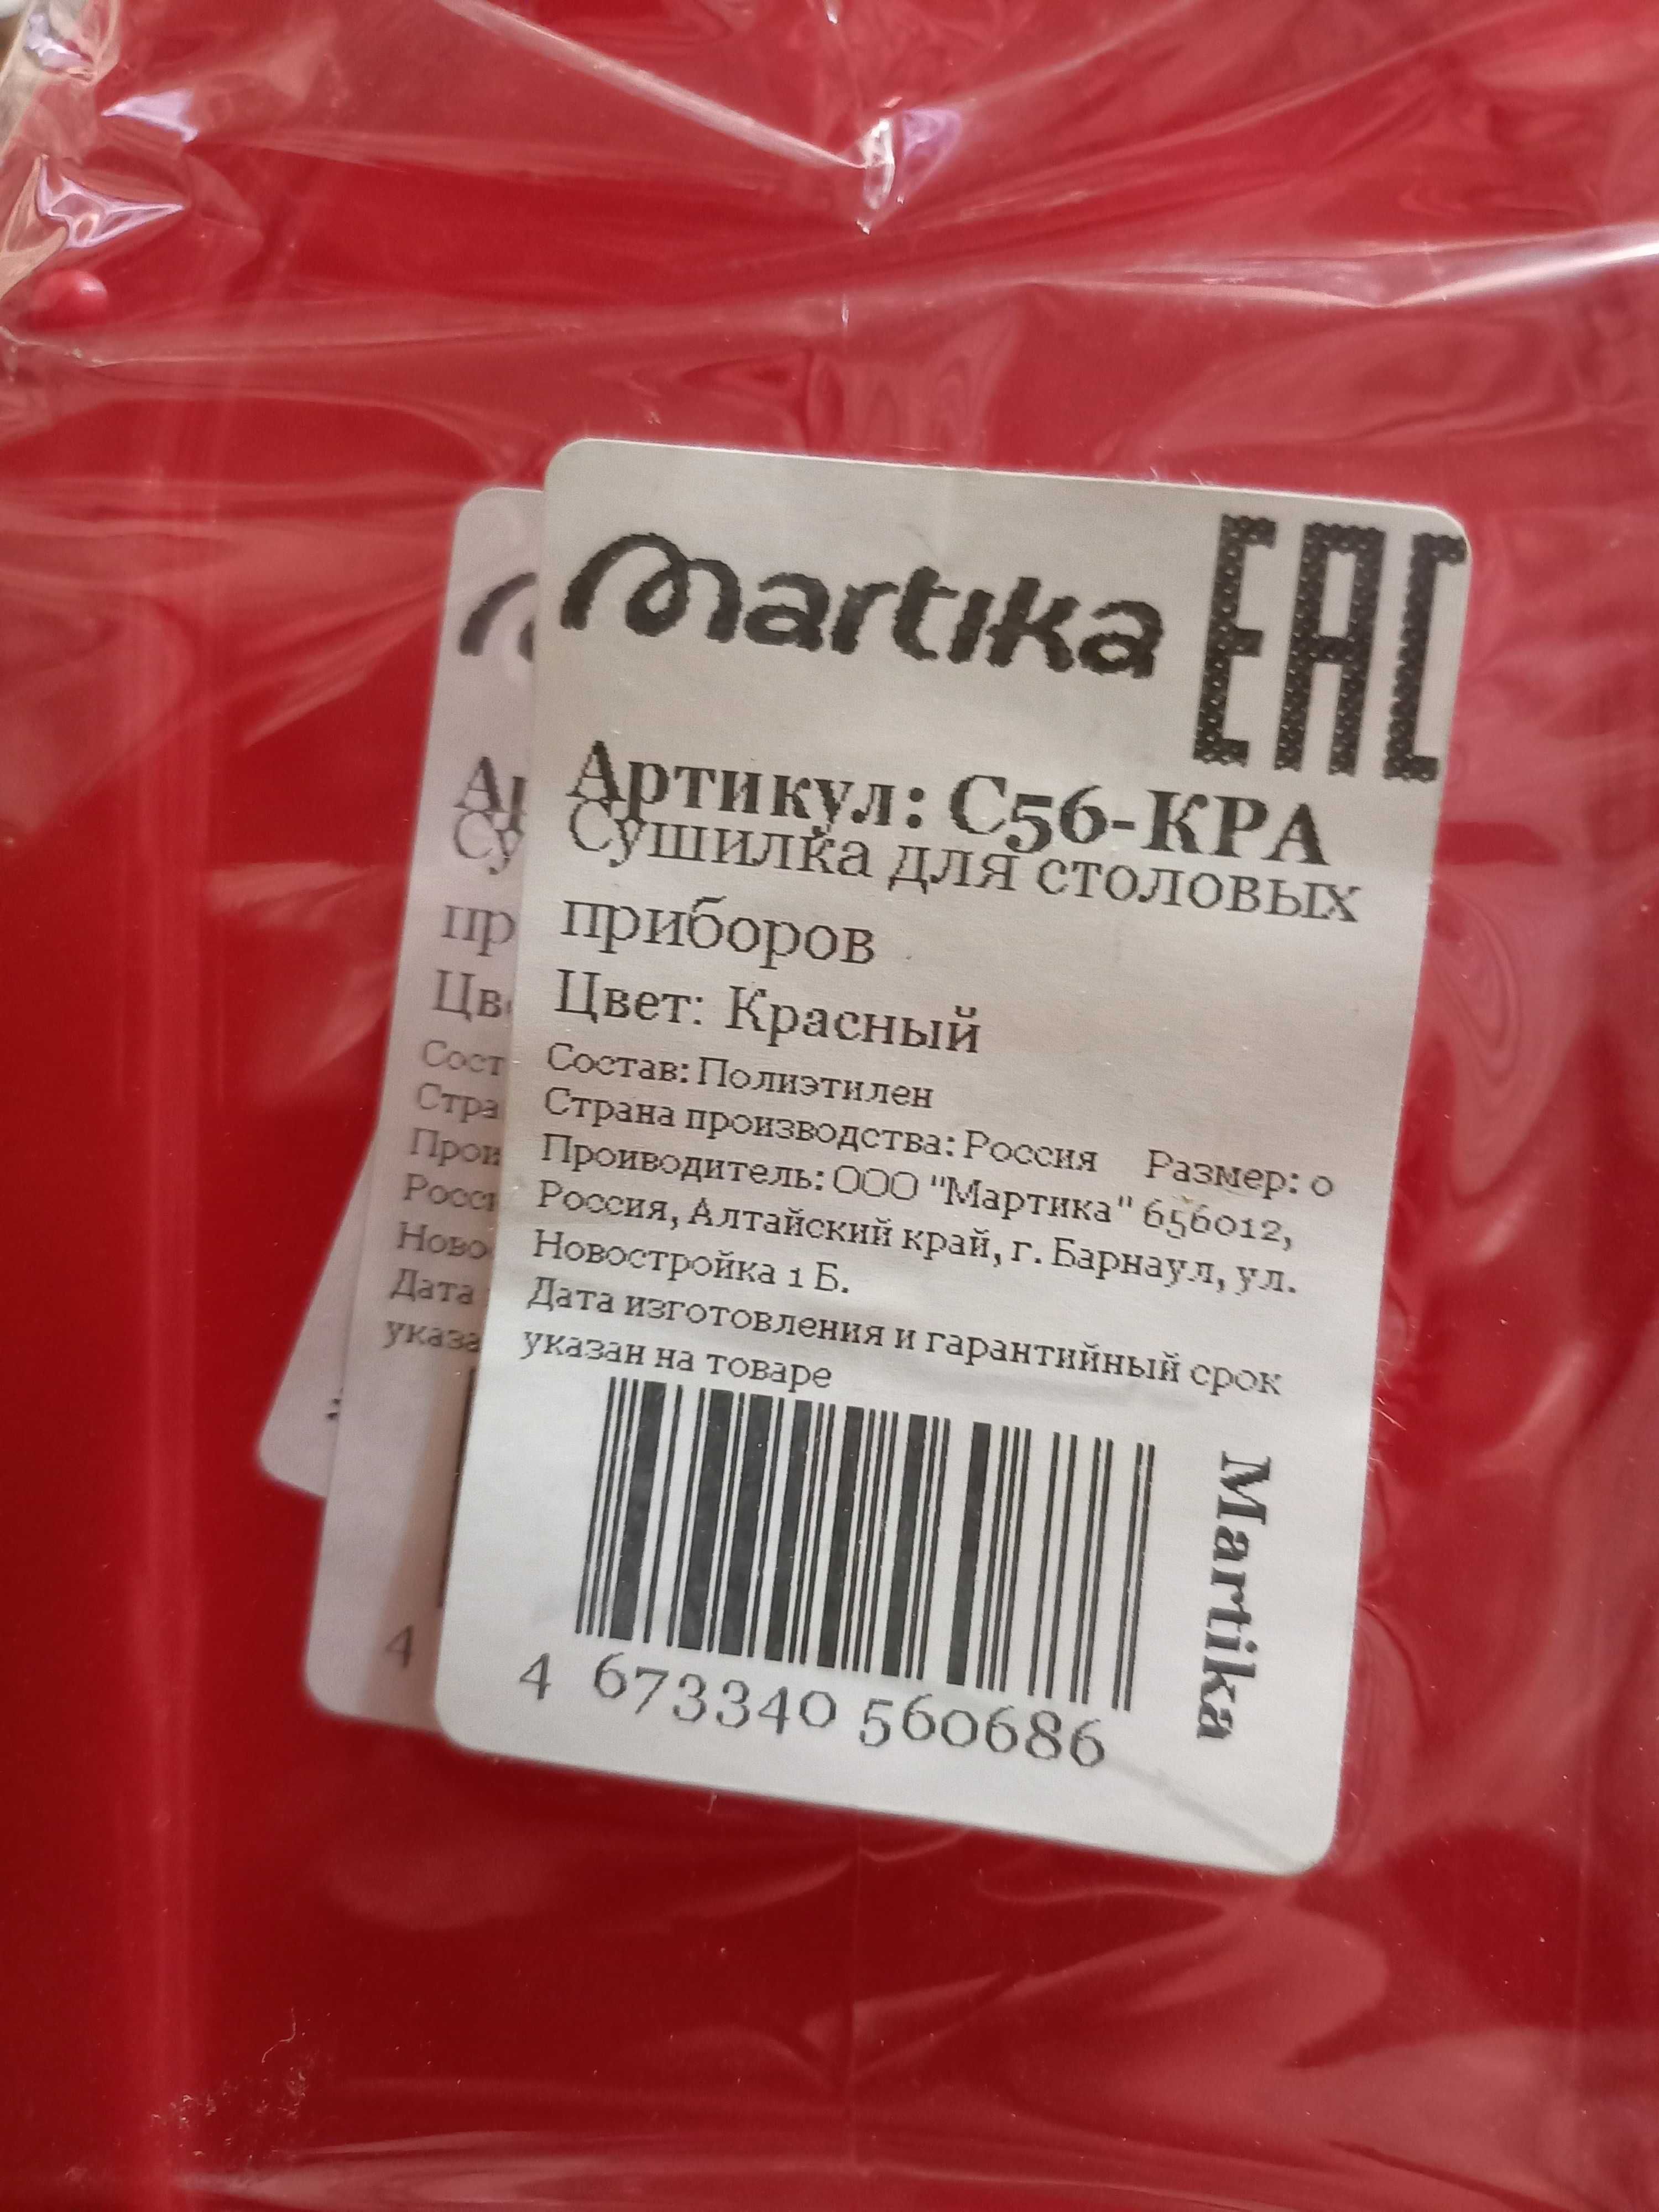 Martika EAC
Артикул: С56-КРА
Сушилка для столовых
приборов
Цвет: Красный
Состав: Полиэтилен
Страна производства: Россия Размер: 0
Проиводитель: ООО "Мартика" 656012,
Россия, Алтайский край, г. Барнаул, ул.
Новостройка 1 Б.
Дата изготовления и гарантийный срок
указан на товаре
Martika
4 673340 560686